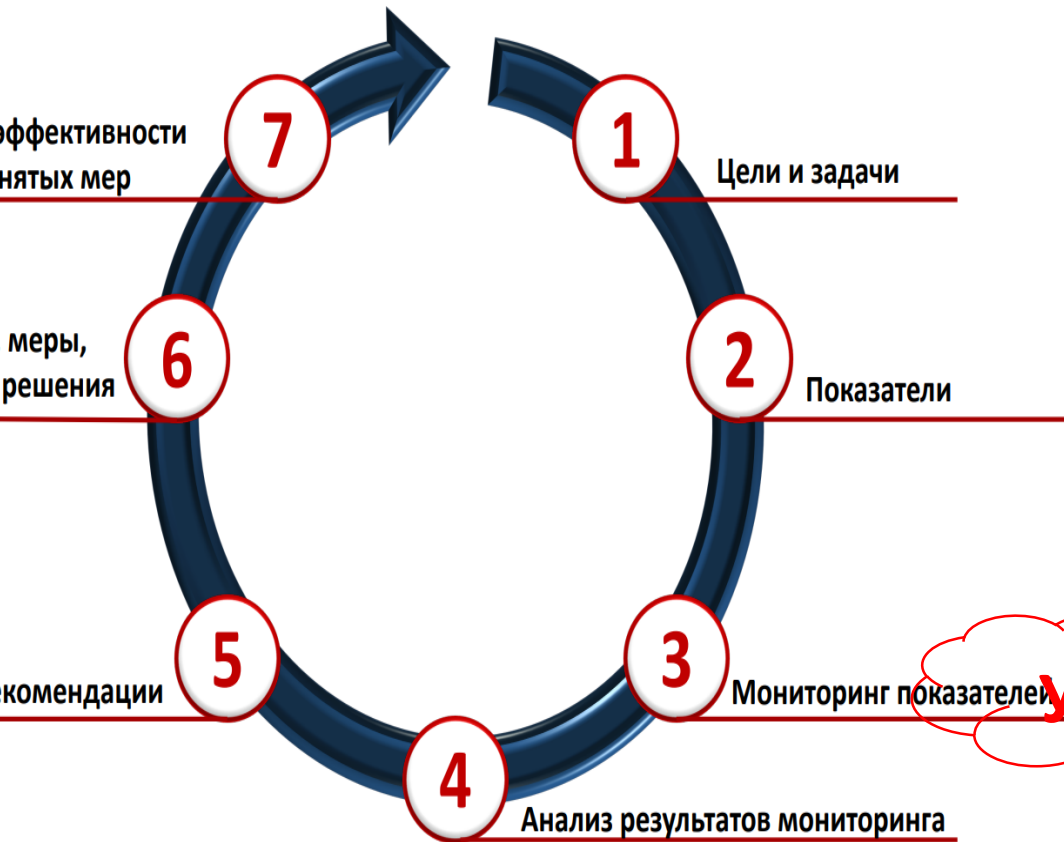 1
Цели и задачи
2
Показатели
3
Мониторинг показателей
4
Анализ результатов мониторинга
5
екомендации
6
меры,
решения
7
эффективности
нятых мер